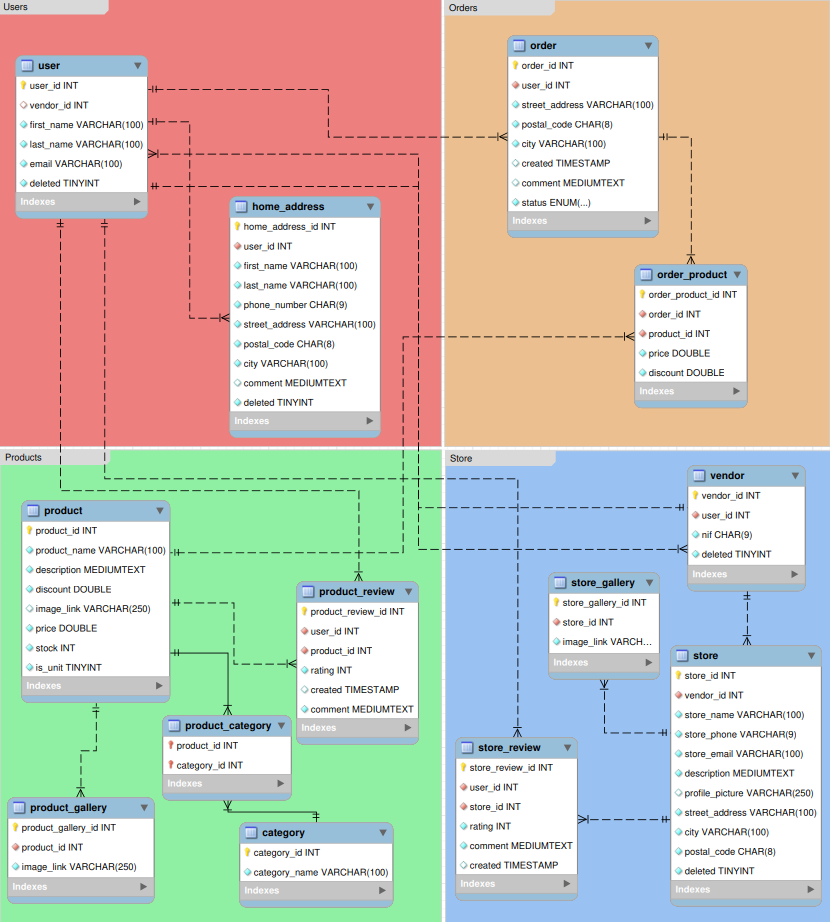 Users
user
user_id INT
vendor_id INT
first_name VARCHAR(100)
last_name VARCHAR(100)
email VARCHAR(100)
deleted TINYINT
Indexes
home_address
home_address_id INT
user_id INT
first_name VARCHAR(100)
last_name VARCHAR(100)
phone_number CHAR(9)
street_address VARCHAR(100)
postal_code CHAR(8)
city VARCHAR(100)
comment MEDIUMTEXT
deleted TINYINT
Indexes
Orders
order
order_id INT
user_id INT
street_address VARCHAR(100)
postal_code CHAR(8)
city VARCHAR(100)
created TIMESTAMP
comment MEDIUMTEXT
status ENUM(...)
Indexes
order_product
order_product_id INT
order_id INT
product_id INT
price DOUBLE
discount DOUBLE
Indexes
Products
product
product_id INT
product_name VARCHAR(100)
description MEDIUMTEXT
discount DOUBLE
image_link VARCHAR(250)
price DOUBLE
stock INT
is_unit TINYINT
Indexes
product_review
product_review_id INT
user_id INT
product_id INT
rating INT
created TIMESTAMP
comment MEDIUMTEXT
Indexes
product_category
product_id INT
category_id INT
Indexes
product_gallery
product_gallery_id INT
product_id INT
image_link VARCHAR(250)
Indexes
category
category_id INT
category_name VARCHAR(100)
Indexes
Store
vendor
vendor_id INT
user_id INT
nif CHAR(9)
deleted TINYINT
Indexes
store_gallery
store_gallery_id INT
store_id INT
image_link VARCH...
Indexes
store
store_id INT
vendor_id INT
store_name VARCHAR(100)
store_phone VARCHAR(9)
store_email VARCHAR(100)
description MEDIUMTEXT
profile_picture VARCHAR(250)
street_address VARCHAR(100)
city VARCHAR(100)
postal_code CHAR(8)
deleted TINYINT
Indexes
store_review
store_review_id INT
user_id INT
store_id INT
rating INT
comment MEDIUMTEXT
created TIMESTAMP
Indexes